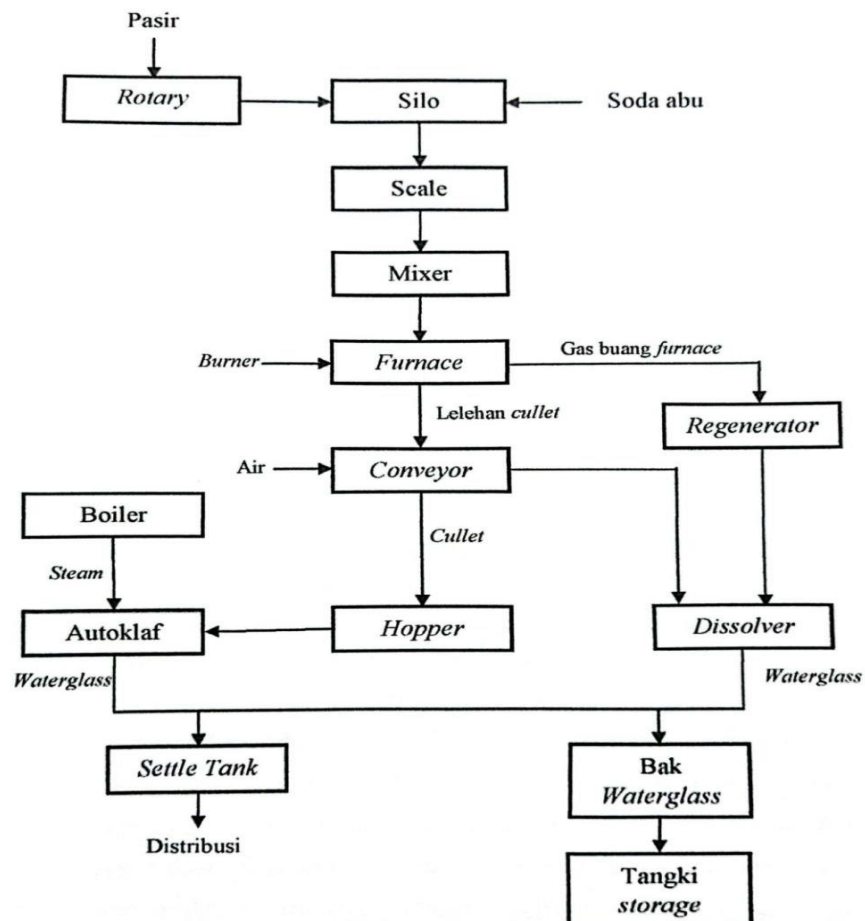 Pasir
Rotary
Silo
Soda abu
Scale
Mixer
Burner
Furnace
Gas buang furnace
Lelehan cullet
Regenerator
Air
Conveyor
Boiler
Cullet
Steam
Autoklaf
Hopper
Dissolver
Waterglass
Waterglass
Settle Tank
Bak
Waterglass
Distribusi
Tangki
storage